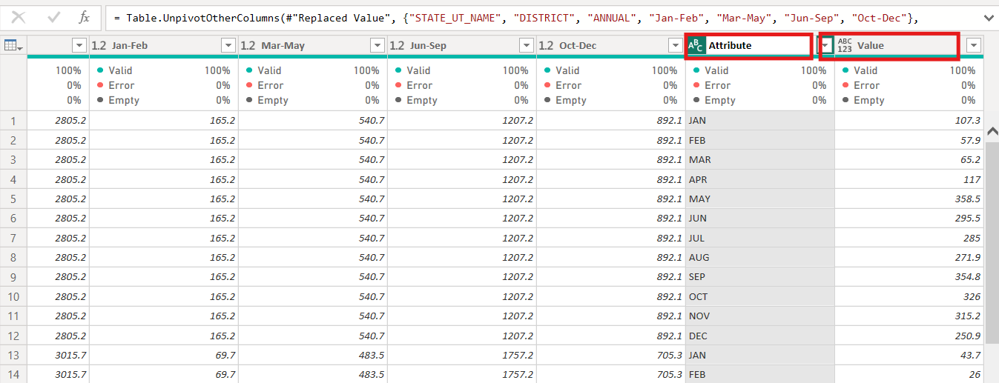 fx = Table.UnpivotOtherColumns(#"Replaced Value", {"STATE_UT_NAME", "DISTRICT", "ANNUAL", "Jan-Feb", "Mar-May", "Jun-Sep", "Oct-Dec"},
1.2 Jan-Feb 1.2 Mar-May 1.2 Jun-Sep 1.2 Oct-Dec ABC Attribute ABC 123 Value
100% Valid 100% Valid 100% Valid 100% Valid 100% Valid 100% Valid 100%
0% Error 0% Error 0% Error 0% Error 0% Error 0% Error 0%
0% Empty 0% Empty 0% Empty 0% Empty 0% Empty 0% Empty 0%
1 2805.2 165.2 540.7 1207.2 892.1 JAN 107.3
2 2805.2 165.2 540.7 1207.2 892.1 FEB 57.9
3 2805.2 165.2 540.7 1207.2 892.1 MAR 65.2
4 2805.2 165.2 540.7 1207.2 892.1 APR 117
5 2805.2 165.2 540.7 1207.2 892.1 MAY 358.5
6 2805.2 165.2 540.7 1207.2 892.1 JUN 295.5
7 2805.2 165.2 540.7 1207.2 892.1 JUL 285
8 2805.2 165.2 540.7 1207.2 892.1 AUG 271.9
9 2805.2 165.2 540.7 1207.2 892.1 SEP 354.8
10 2805.2 165.2 540.7 1207.2 892.1 OCT 326
11 2805.2 165.2 540.7 1207.2 892.1 NOV 315.2
12 2805.2 165.2 540.7 1207.2 892.1 DEC 250.9
13 3015.7 69.7 483.5 1757.2 705.3 JAN 43.7
14 3015.7 69.7 483.5 1757.2 705.3 FEB 26